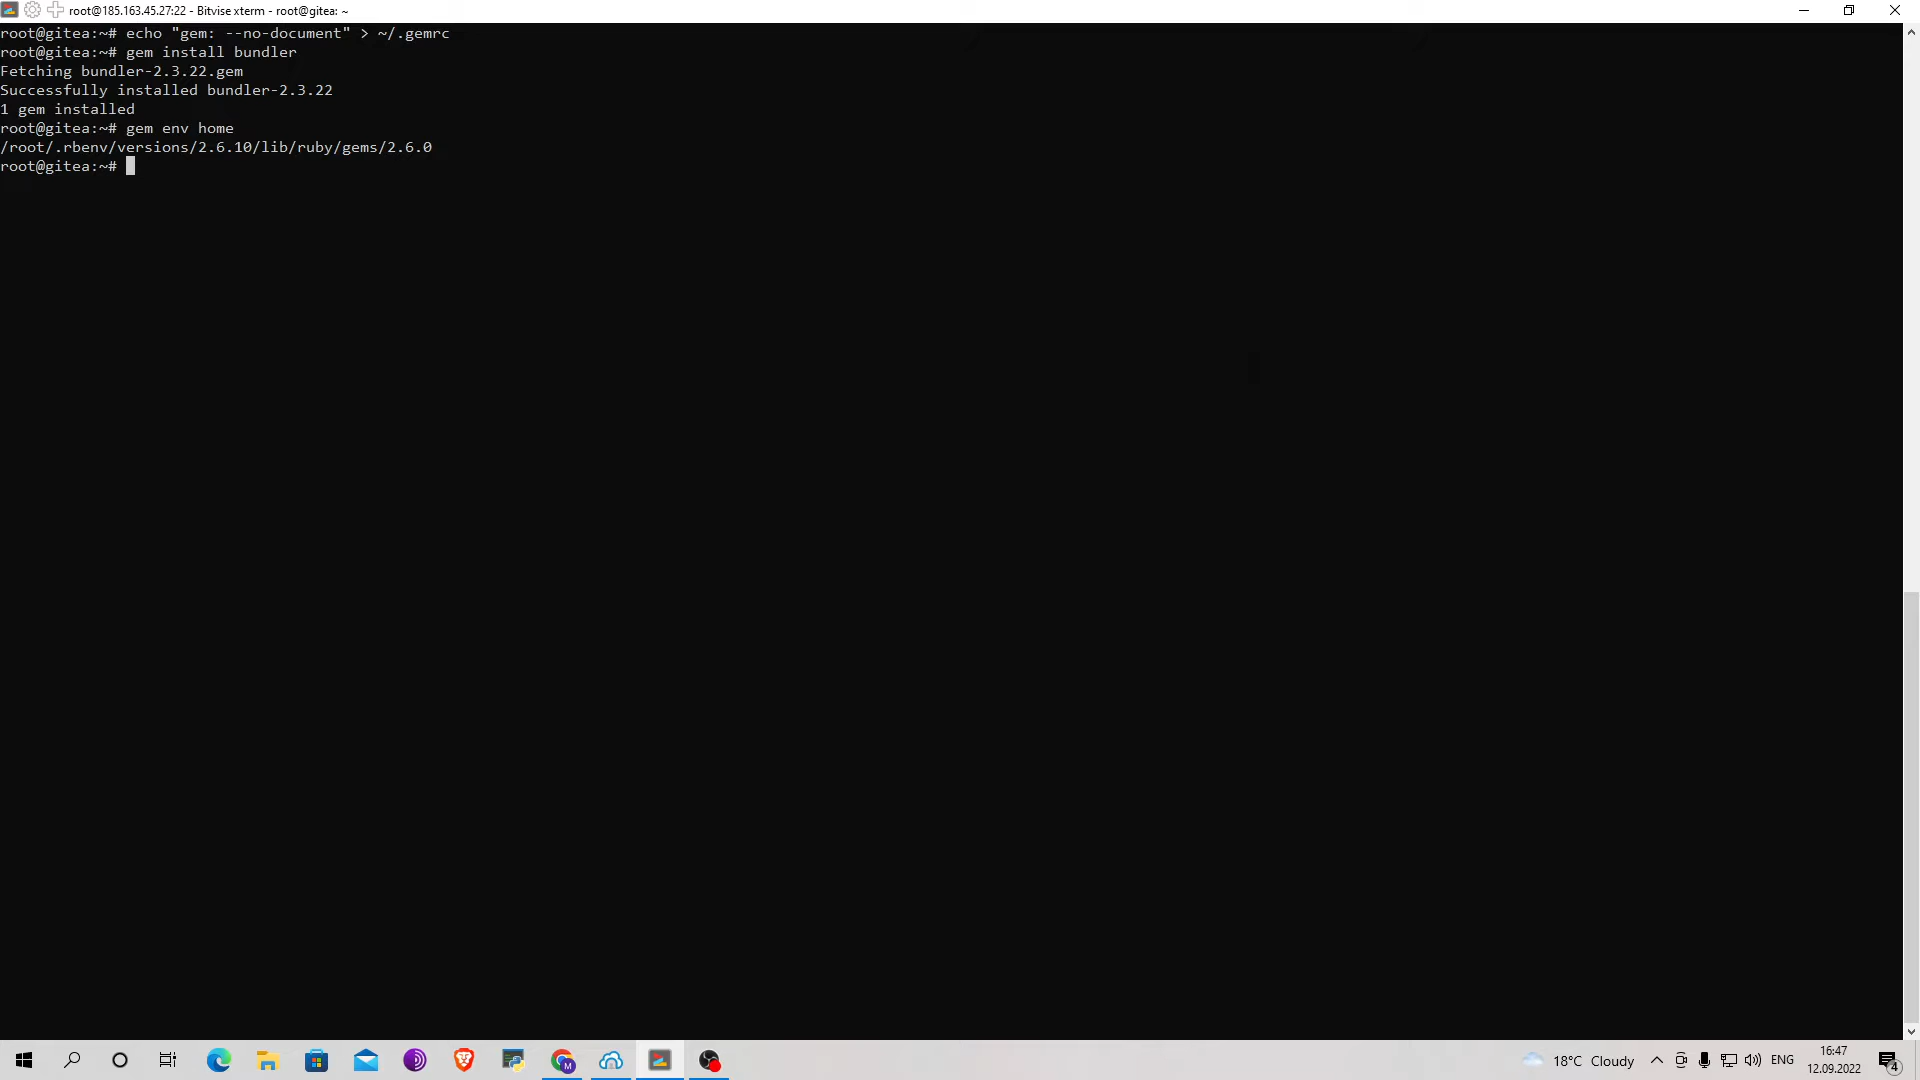 root@185.163.45.27:22 - Bitvise xterm - root@gitea: ~
root@gitea:~# echo "gem: --no-document" > ~/.gemrc
root@gitea:~# gem install bundler
Fetching bundler-2.3.22.gem
Successfully installed bundler-2.3.22
1 gem installed
root@gitea:~# gem env home
/root/.rbenv/versions/2.6.10/lib/ruby/gems/2.6.0
root@gitea:~#
M
18°C Cloudy
ENG
16:47
12.09.2022
4